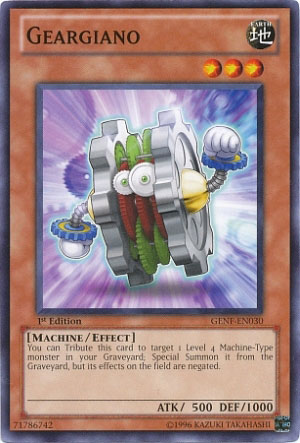 GEARGIANO
EARTH
地
1st Edition
GENF-EN030
[MACHINE / EFFECT]
You can Tribute this card to target 1 Level 4 Machine-Type
monster in your Graveyard; Special Summon it from the
Graveyard, but its effects on the field are negated.
ATK/ 500 DEF/1000
71786742
©1996 KAZUKI TAKAHASHI